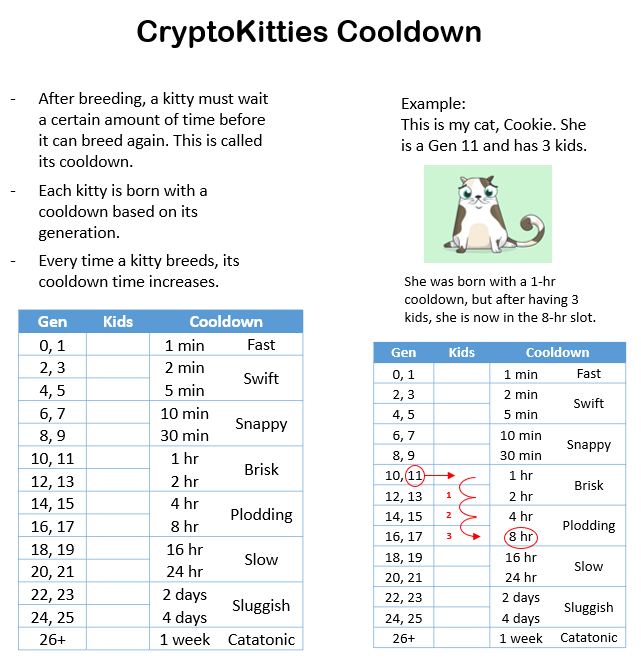 CryptoKitties Cooldown
- After breeding, a kitty must wait
a certain amount of time before
it can breed again. This is called
its cooldown.
- Each kitty is born with a
cooldown based on its
generation.
- Every time a kitty breeds, its
cooldown time increases.
Gen Kids Cooldown
0, 1 1 min Fast
2, 3 2 min
Swift
4, 5 5 min
6, 7 10 min
Snappy
8, 9 30 min
10, 11 1 hr
Brisk
12, 13 2 hr
14, 15 4 hr
Plodding
16, 17 8 hr
18, 19 16 hr
Slow
20, 21 24 hr
22, 23 2 days
Sluggish
24, 25 4 days
26+ 1 week Catatonic
Example:
This is my cat, Cookie. She
is a Gen 11 and has 3 kids.
She was born with a 1-hr
cooldown, but after having 3
kids, she is now in the 8-hr slot.
Gen Kids Cooldown
0, 1 1 min Fast
2, 3 2 min
Swift
4, 5 5 min
6, 7 10 min
Snappy
8, 9 30 min
10, 11 1 hr
Brisk
12, 13 1 2 hr
14, 15 2 4 hr
Plodding
16, 17 3 8 hr
18, 19 16 hr
Slow
20, 21 24 hr
22, 23 2 days
Sluggish
24, 25 4 days
26+ 1 week Catatonic